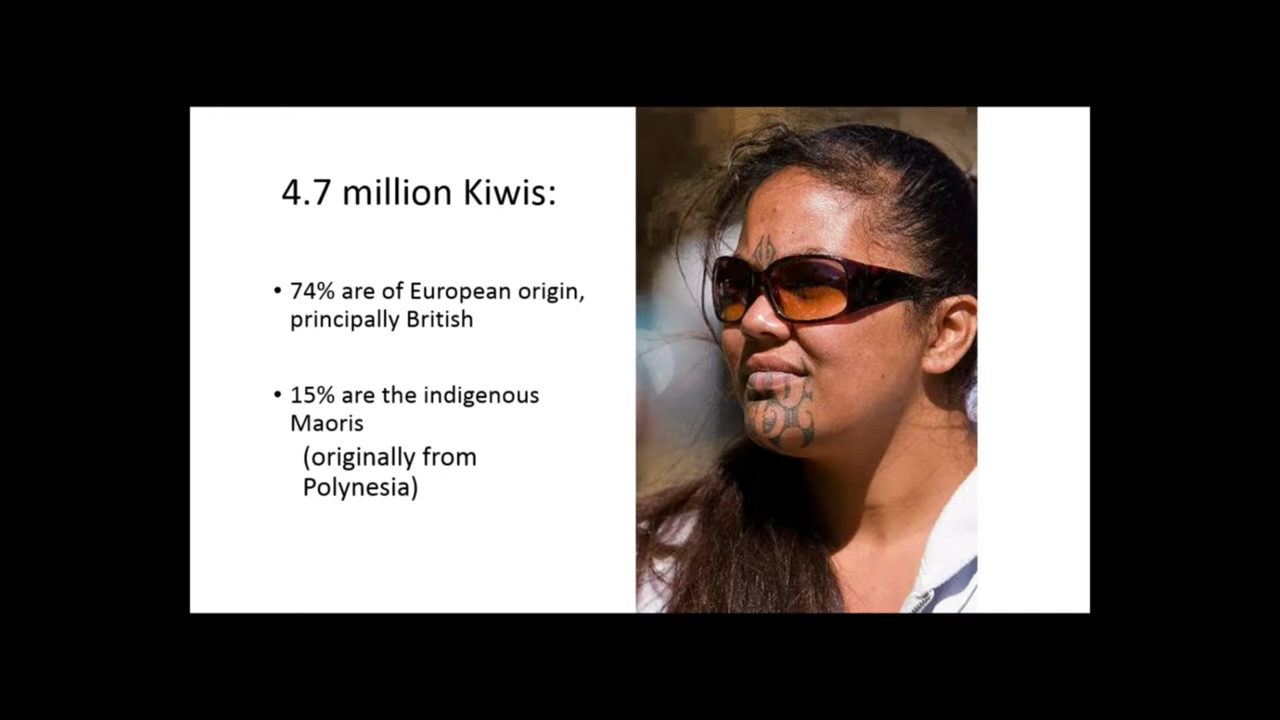 4.7 million Kiwis:
• 74% are of European origin,
principally British
• 15% are the indigenous
Maoris
(originally from
Polynesia)